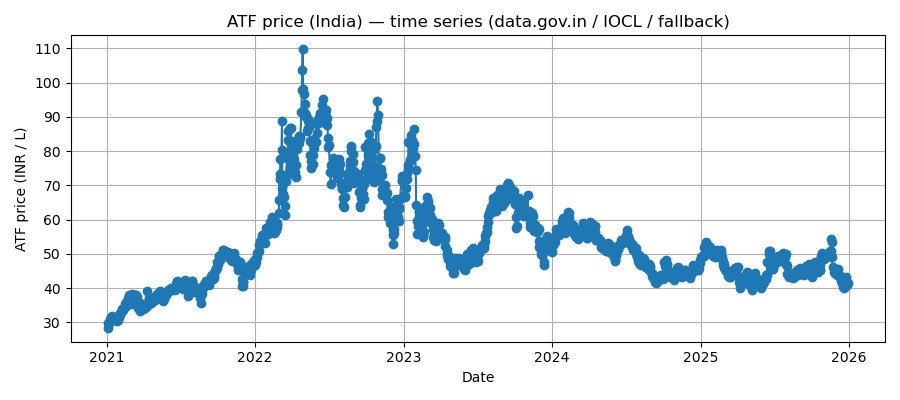 ATF price (India) — time series (data.gov.in / IOCL / fallback)
110
100
90
80
70
60
50
40
30
ATF price (INR / L)
2021 2022 2023 2024 2025 2026
Date